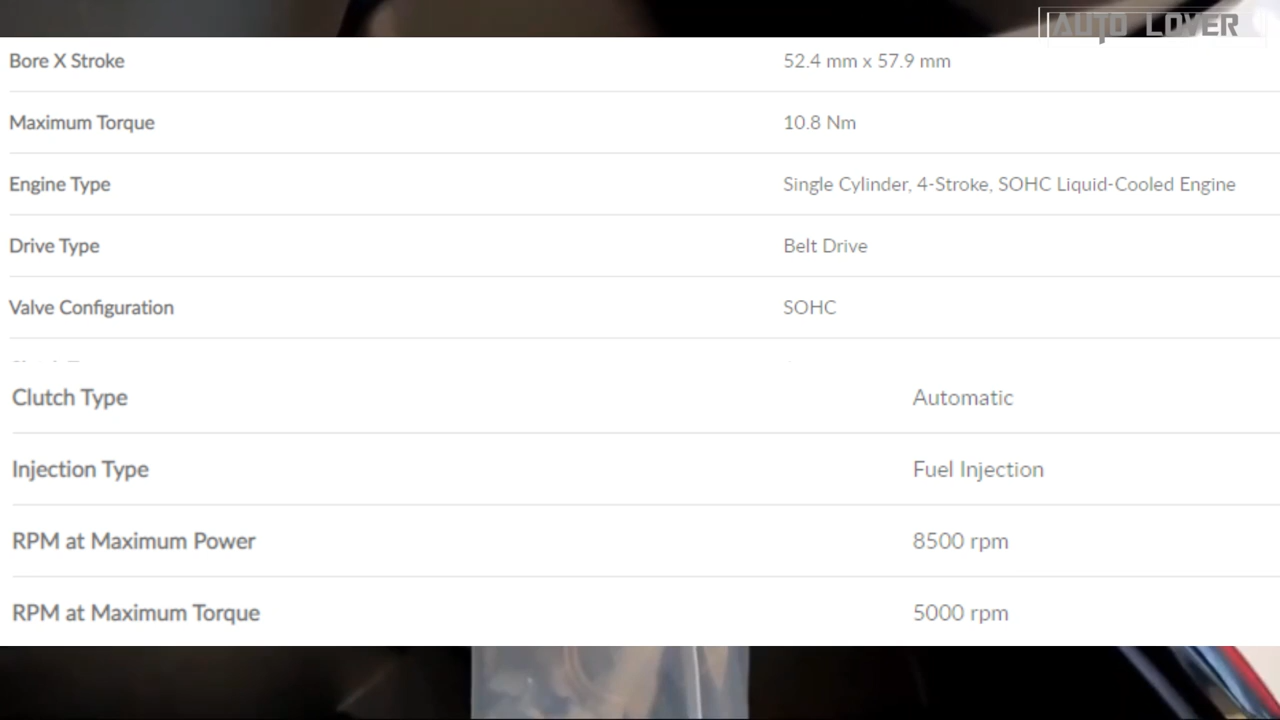 AUTO LOVER
Bore X Stroke 52.4 mm x 57.9 mm
Maximum Torque 10.8 Nm
Engine Type Single Cylinder, 4-Stroke, SOHC Liquid-Cooled Engine
Drive Type Belt Drive
Valve Configuration SOHC
Clutch Type Automatic
Injection Type Fuel Injection
RPM at Maximum Power 8500 rpm
RPM at Maximum Torque 5000 rpm